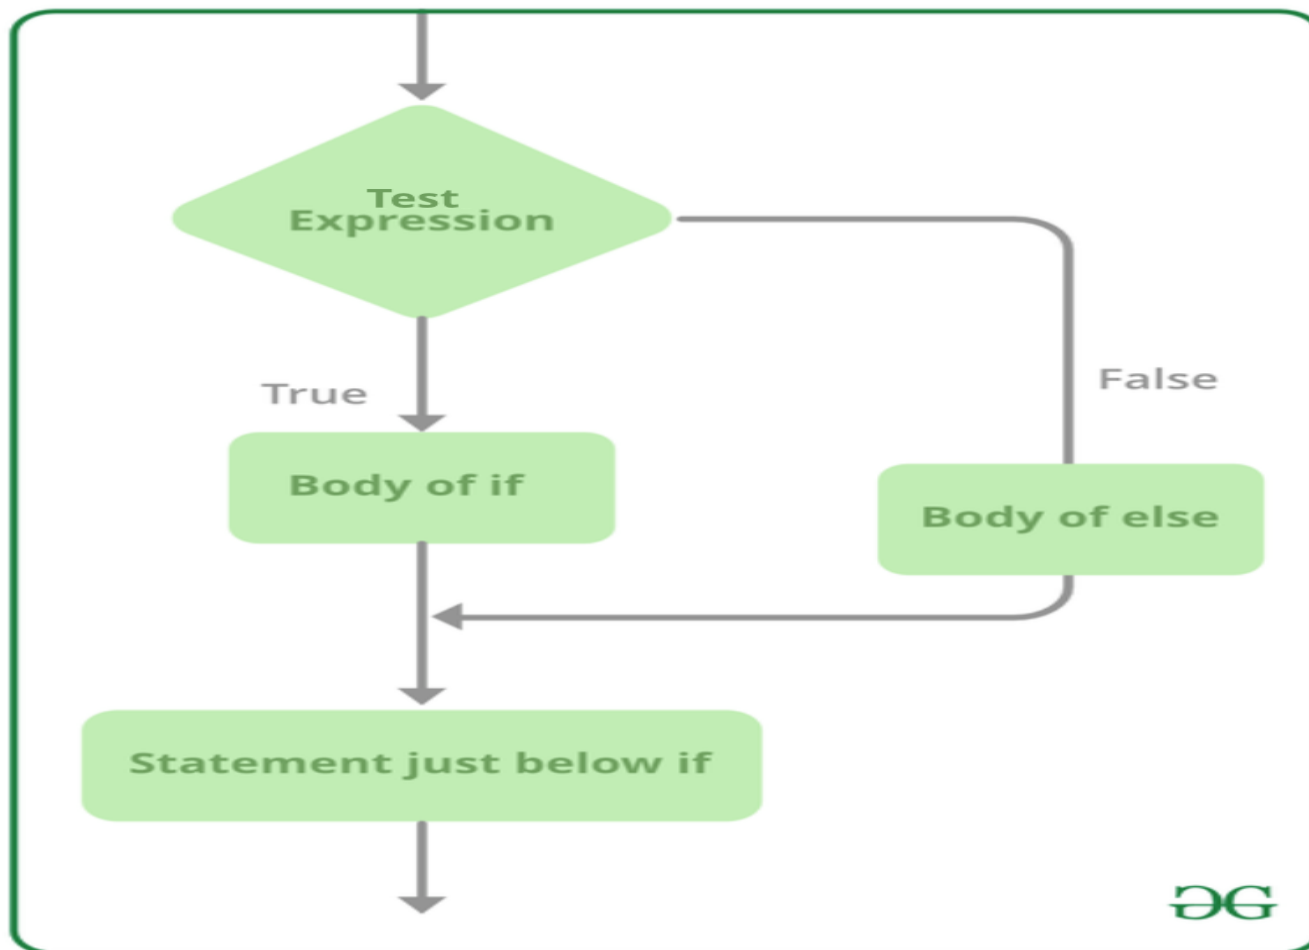 Test
Expression
True
False
Body of if
Body of else
Statement just below if